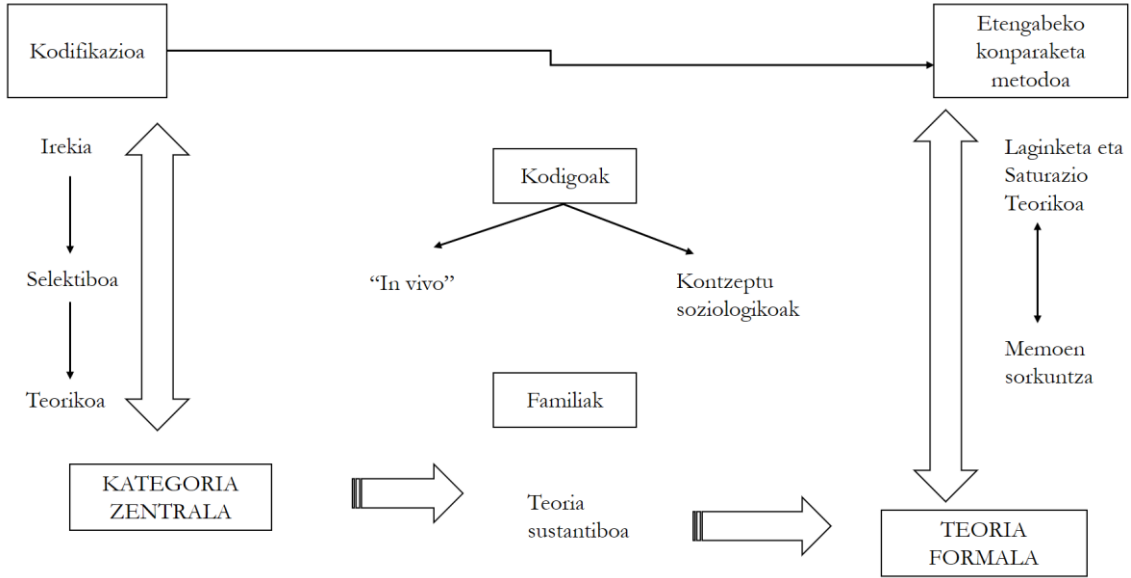 Kodifikazioa
Etengabeko
konparaketa
metodoa
Irekia
Kodigoak
Laginketa eta
Saturazio
Teorikoa
Selektiboa
“In vivo”
Kontzeptu
soziologikoak
Teorikoa
Familiak
Memoen
sorkuntza
KATEGORIA
ZENTRALA
Teoria
sustantiboa
TEORIA
FORMALA